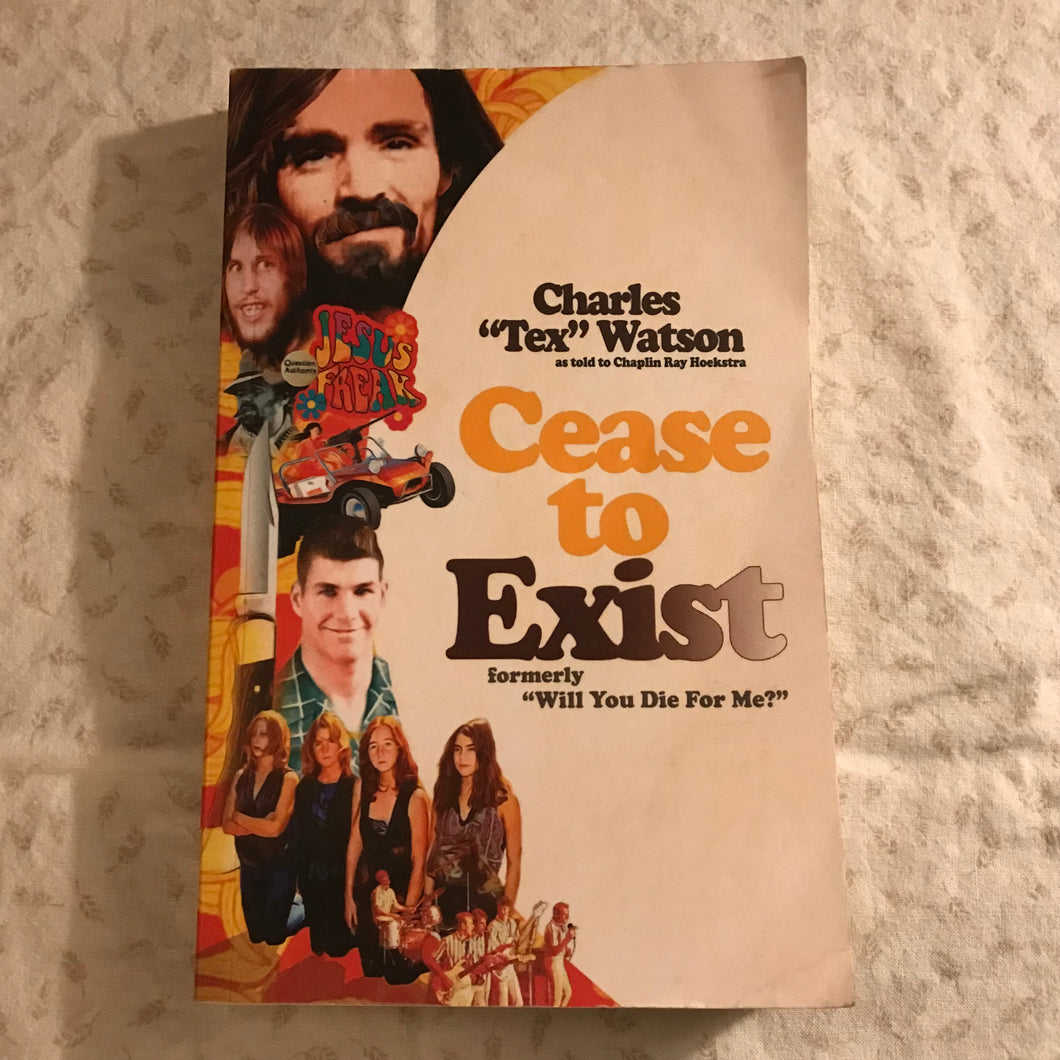 Charles
“Tex” Watson
as told to Chaplin Ray Hoekstra
JESUS
FREAK
Question
Authority
Cease
to
Exist
formerly
“Will You Die For Me?”